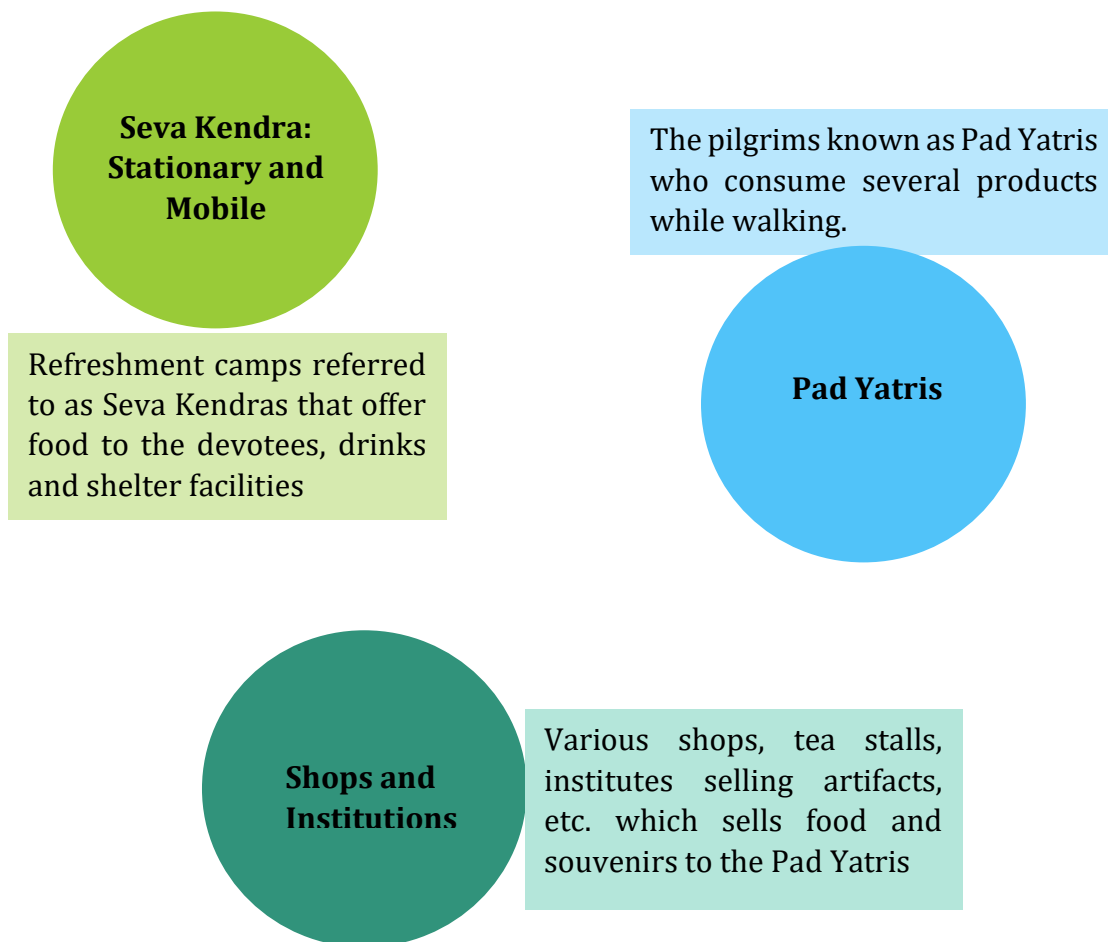 Seva Kendra:
Stationary and
Mobile
Refreshment camps referred
to as Seva Kendras that offer
food to the devotees, drinks
and shelter facilities
The pilgrims known as Pad Yatris
who consume several products
while walking.
Pad Yatris
Shops and
Institutions
Various shops, tea stalls,
institutes selling artifacts,
etc. which sells food and
souvenirs to the Pad Yatris